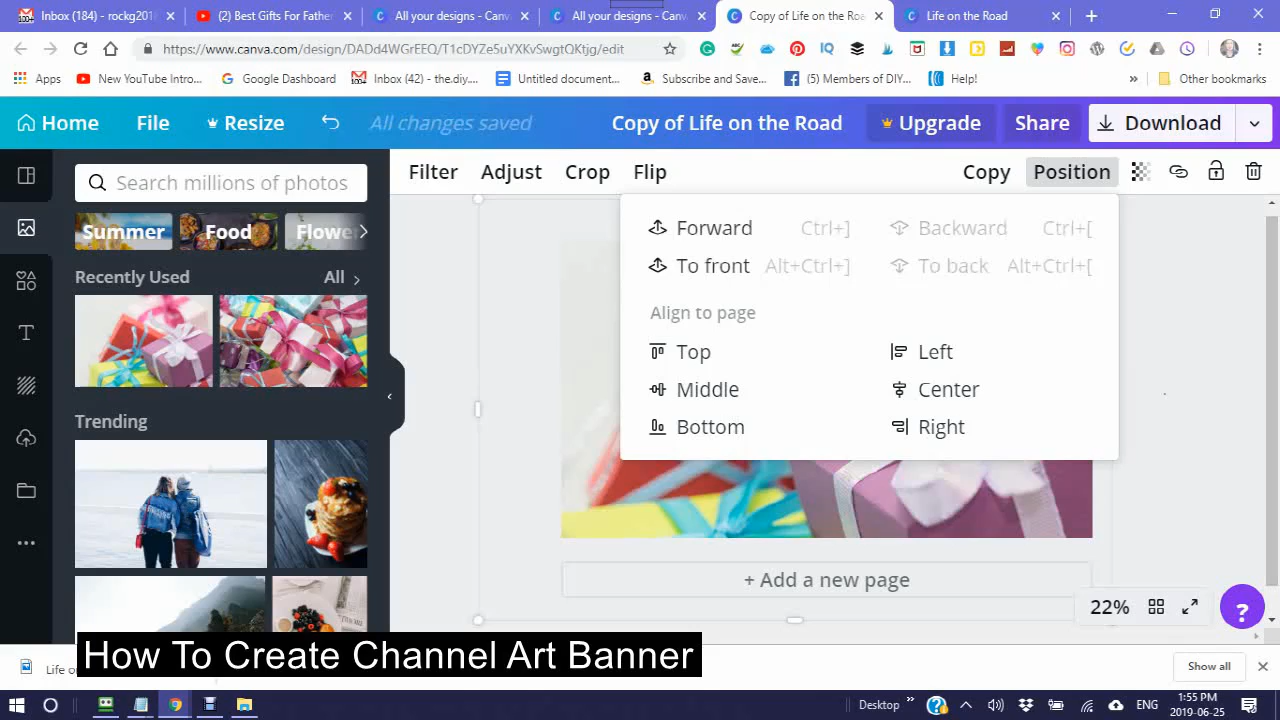 Inbox (184) - rockg2018
(2) Best Gifts For Father
All your designs - Canv
All your designs - Canv
Copy of Life on the Roa
Life on the Road
https://www.canva.com/design/DADd4WGrEEQ/T1cDYZe5uYXKvSwgtQKtjg/edit
Apps
New YouTube Intro...
Google Dashboard
Inbox (42) - the.diy....
Untitled document...
Subscribe and Save...
(5) Members of DIY...
Help!
»
Other bookmarks
Home
File
Resize
All changes saved
Copy of Life on the Road
Upgrade
Share
Download
Search millions of photos
Filter
Adjust
Crop
Flip
Copy
Position
Summer
Food
Flowe
Forward Ctrl+]
Backward Ctrl+[
To front Alt+Ctrl+]
To back Alt+Ctrl+[
Recently Used
All
Align to page
Top
Left
Middle
Center
Bottom
Right
Trending
+ Add a new page
22%
?
How To Create Channel Art Banner
Life o
Show all
Desktop
»
ENG
1:55 PM
2019-06-25